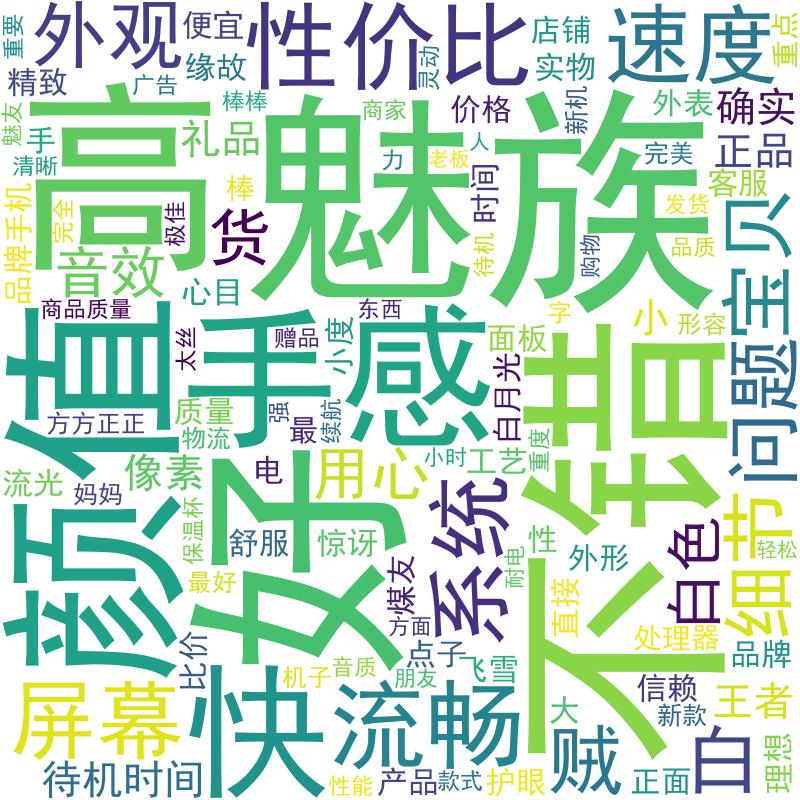 重要
外观
便宜
性价比
灵动
店铺
速度
重点
精致
缘故
广告
棒棒
实物
魅友
手
清晰
高
礼品
商家
魅族
价格
新机
外表
确实
力
老板
人
完美
正品
品牌手机
完全
极佳
货
棒
时间
客服
发货
音效
心目
待机
购物
品质
宝贝
商品质量
太丝
赠品
小度
东西
面板
字
小
形容
颜值
手感
不错
问题
方方正正
质量
物流
强
最
续航
白月光
流光
妈妈
像素
电
用心
小时
工艺
重度
保温杯
好
系统
白色
细节
轻松
舒服
惊讶
耐电
性
外形
最好
煤友
方面
直接
处理器
比价
点子
飞雪
品牌
屏幕
快
机子
音质
朋友
流畅
信赖
王者
大
新款
贼
白
理想
待机时间
性能
产品
款式
护眼
正面